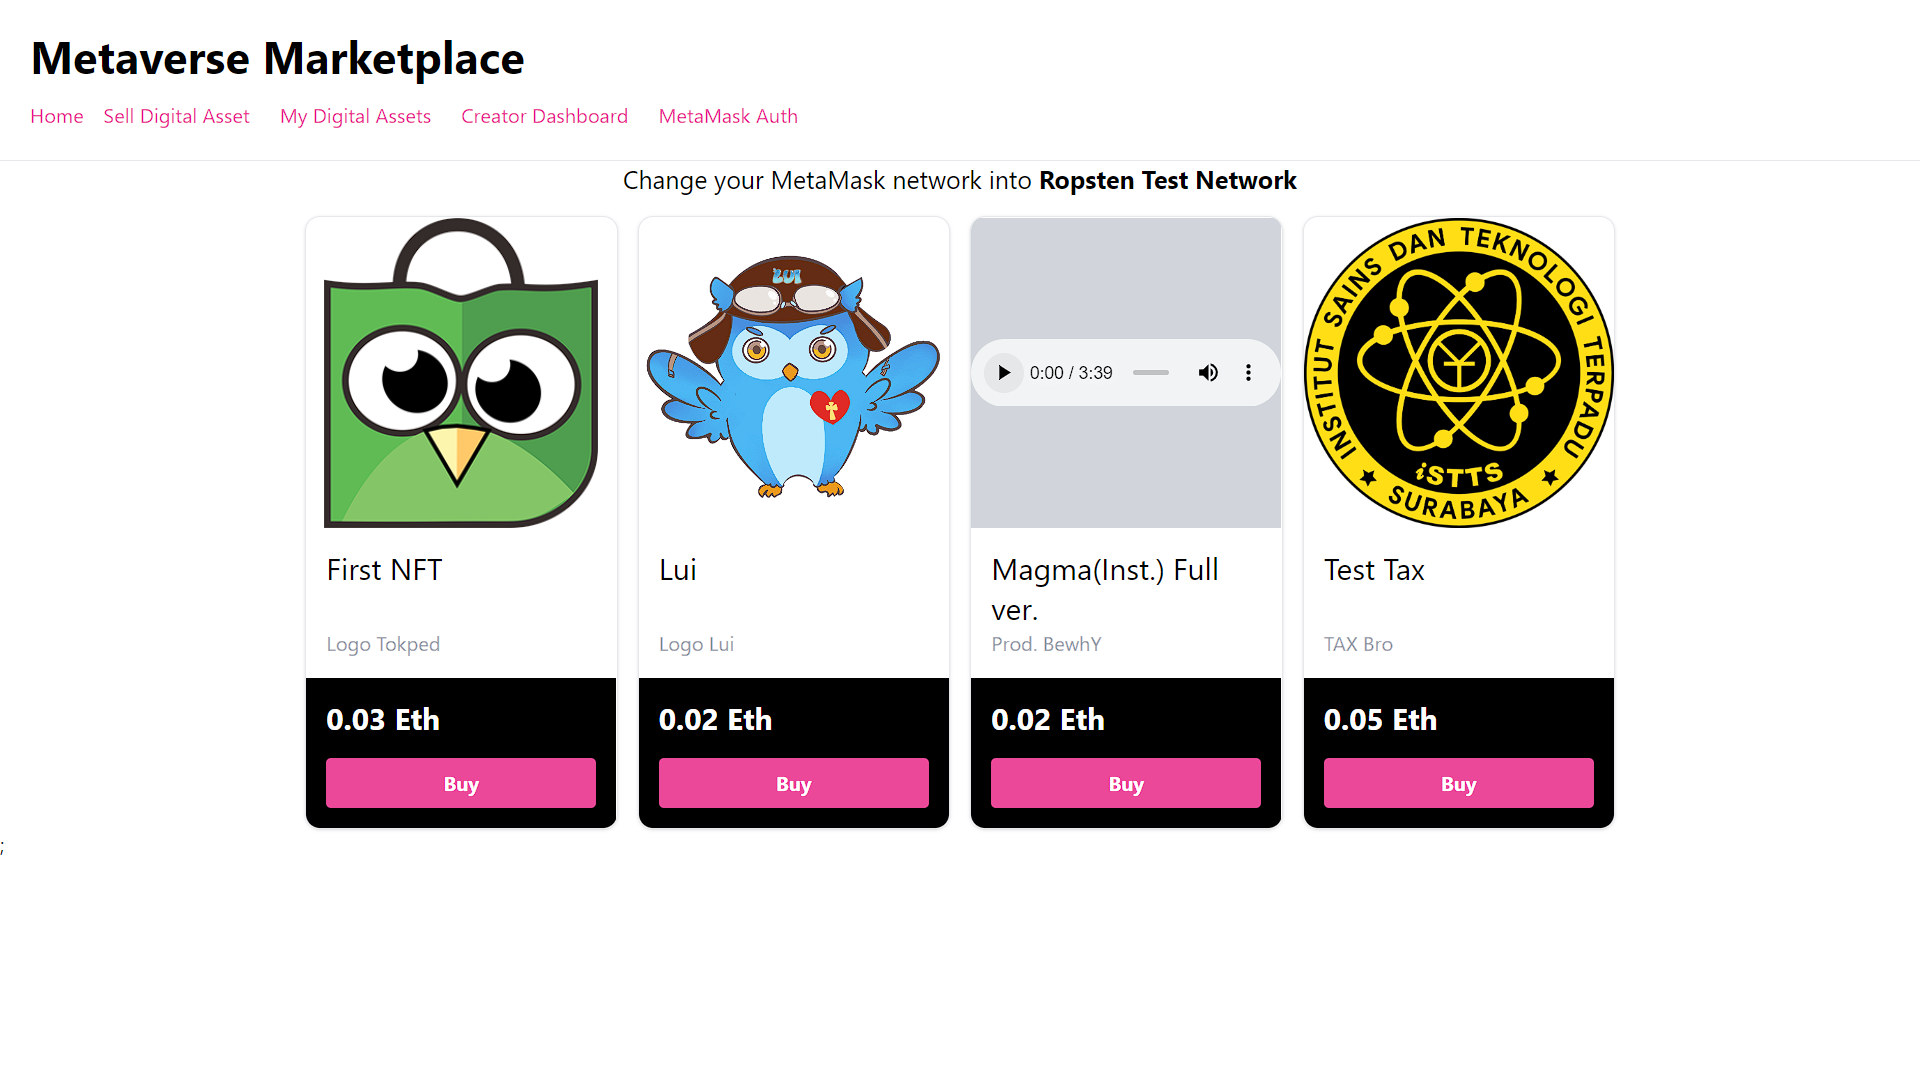 Metaverse Marketplace
Home Sell Digital Asset My Digital Assets Creator Dashboard MetaMask Auth
Change your MetaMask network into Ropsten Test Network
LUI
0:00 / 3:39
INSTITUT SAINS DAN TEKNOLOGI TERPADU
iSTTS
SURABAYA
First NFT
Logo Tokped
0.03 Eth
Buy
Lui
Logo Lui
0.02 Eth
Buy
Magma(Inst.) Full
ver.
Prod. BewhY
0.02 Eth
Buy
Test Tax
TAX Bro
0.05 Eth
Buy
;